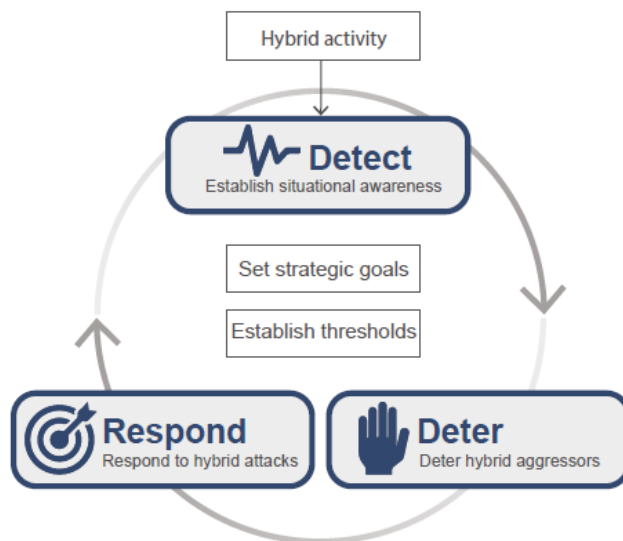 Hybrid activity
Detect
Establish situational awareness
Set strategic goals
Establish thresholds
Respond
Respond to hybrid attacks
Deter
Deter hybrid aggressors